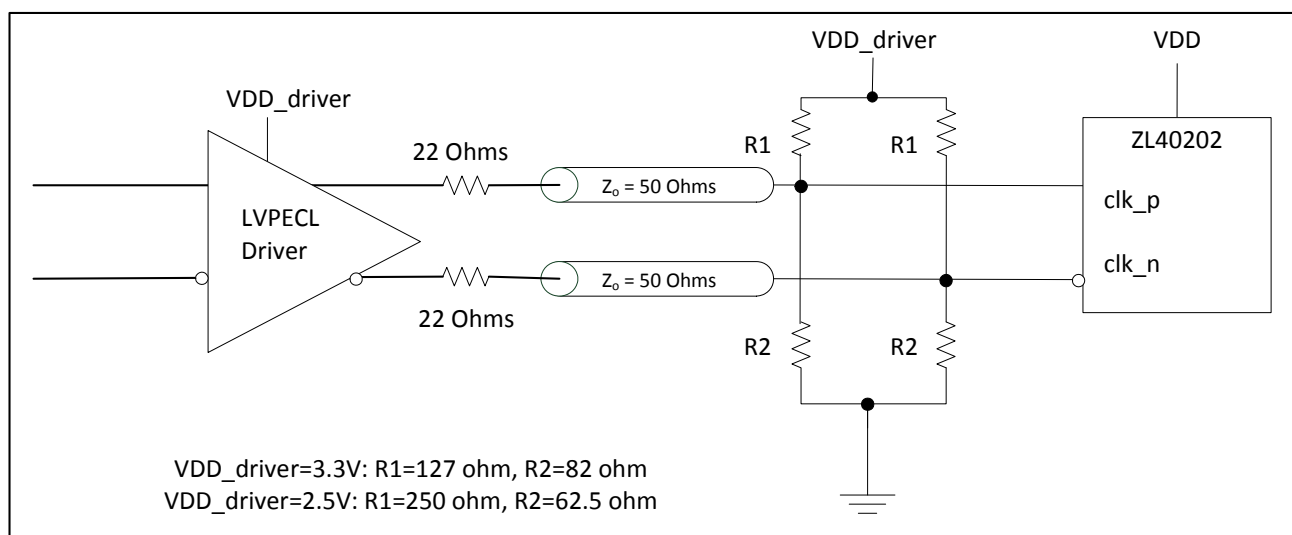 VDD_driver
VDD
VDD_driver
22 Ohms
R1
R1
ZL40202
Zₒ = 50 Ohms
clk_p
LVPECL
Driver
clk_n
Zₒ = 50 Ohms
22 Ohms
R2
R2
VDD_driver=3.3V: R1=127 ohm, R2=82 ohm
VDD_driver=2.5V: R1=250 ohm, R2=62.5 ohm